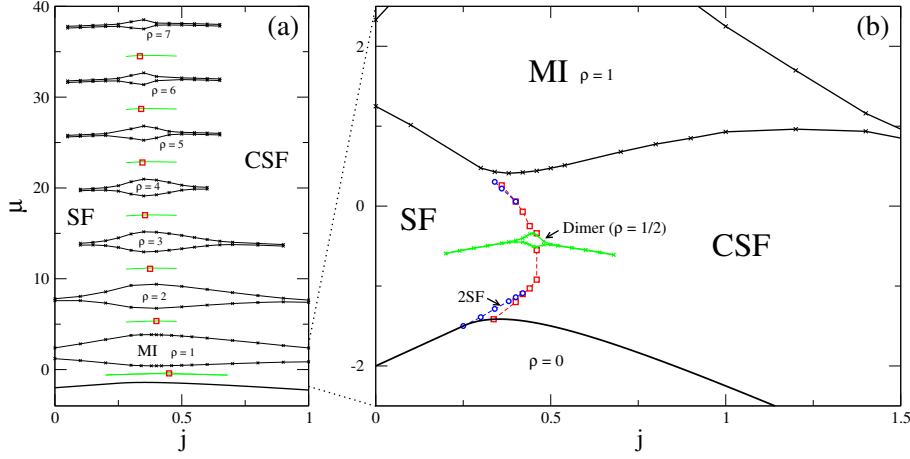 (a)
40
30
20
10
0
μ
ρ = 7
ρ = 6
ρ = 5
CSF
ρ = 4
SF
ρ = 3
ρ = 2
MI ρ = 1
0
0.5
1
j
(b)
2
0
-2
MI ρ = 1
SF
Dimer (ρ = 1/2)
CSF
2SF
ρ = 0
0
0.5
1
1.5
j